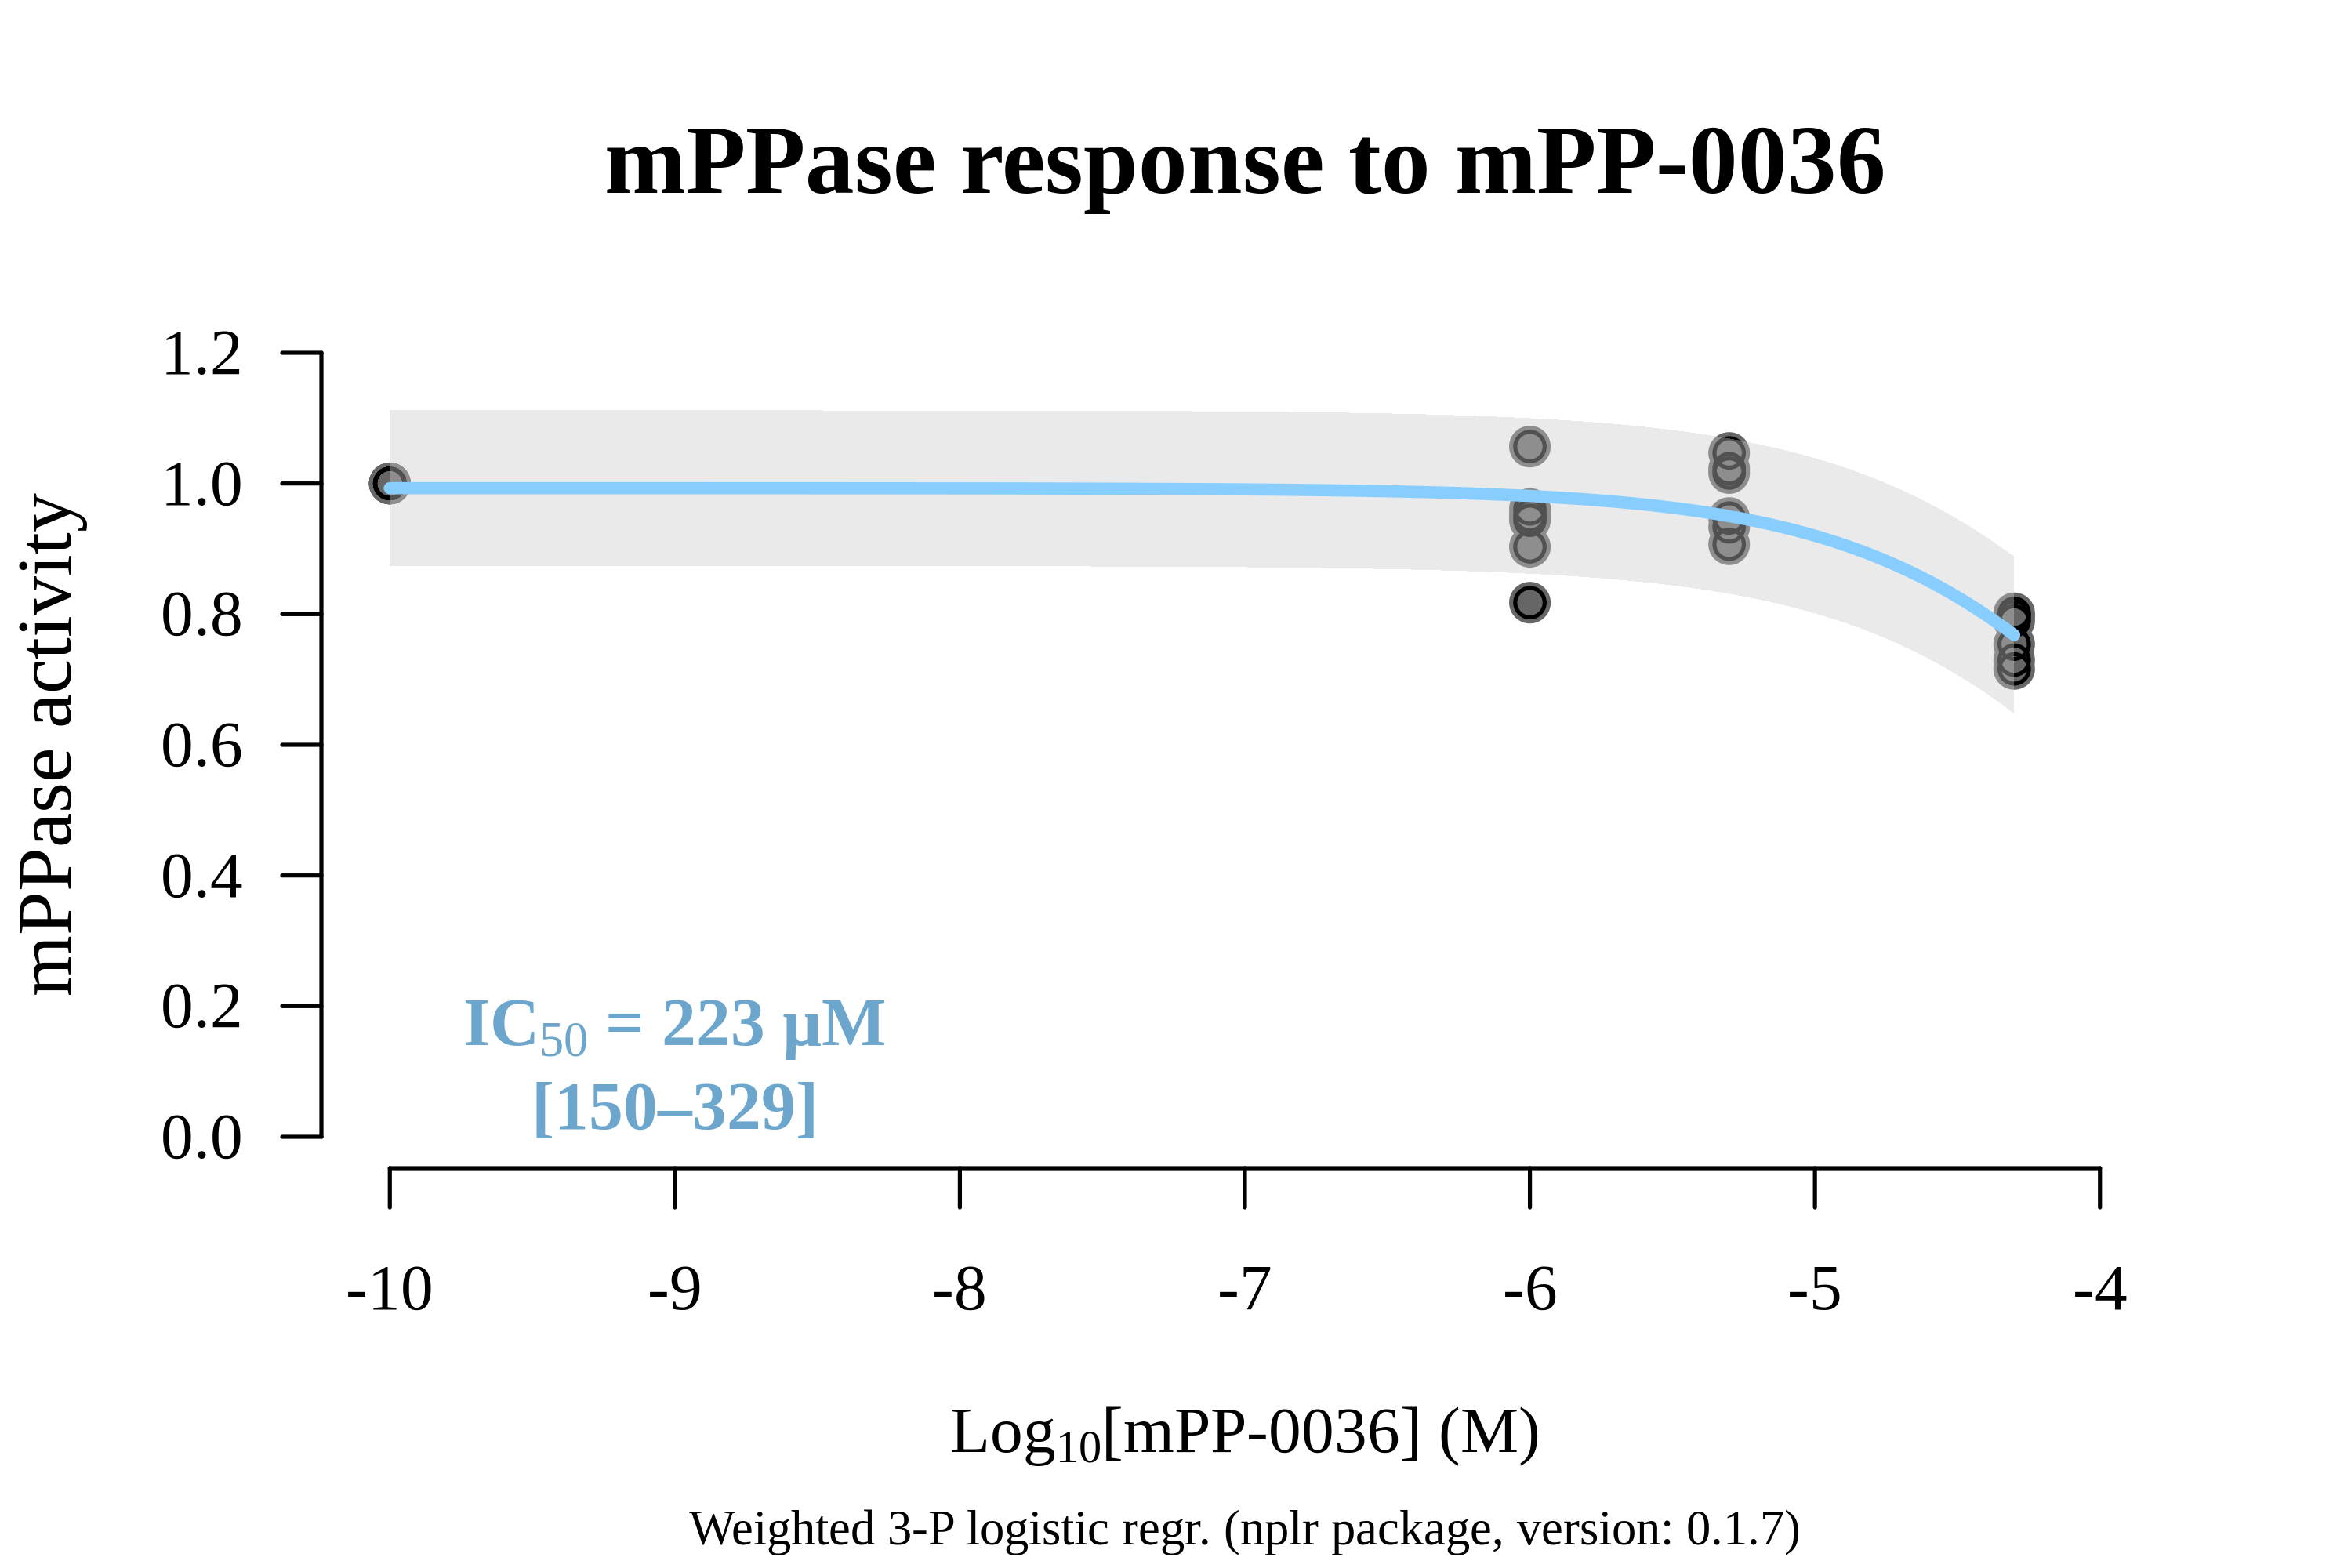 mPPase response to mPP-0036
mPPase activity
1.2
1.0
0.8
0.6
0.4
0.2
0.0
IC50 = 223 µM
[150–329]
-10 -9 -8 -7 -6 -5 -4
Log10[mPP-0036] (M)
Weighted 3-P logistic regr. (nplr package, version: 0.1.7)